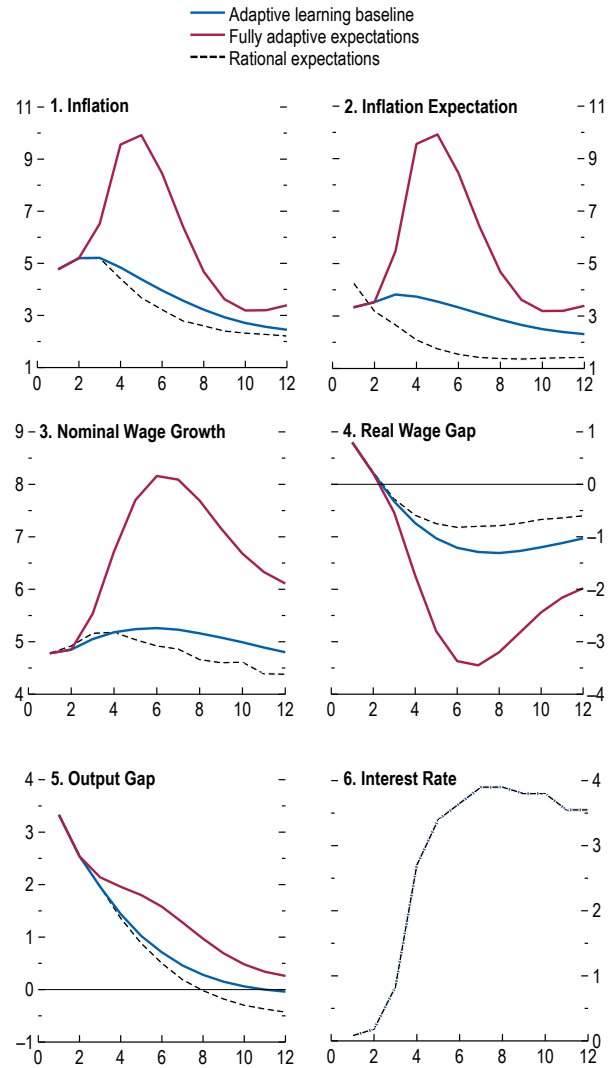 Adaptive learning baseline
Fully adaptive expectations
Rational expectations
1. Inflation
11
9
7
5
3
1
0 2 4 6 8 10 12
2. Inflation Expectation
11
9
7
5
3
1
0 2 4 6 8 10 12
3. Nominal Wage Growth
9
8
7
6
5
4
0 2 4 6 8 10 12
4. Real Wage Gap
1
0
–1
–2
–3
–4
0 2 4 6 8 10 12
5. Output Gap
4
3
2
1
0
–1
0 2 4 6 8 10 12
6. Interest Rate
4
3
2
1
0
0 2 4 6 8 10 12